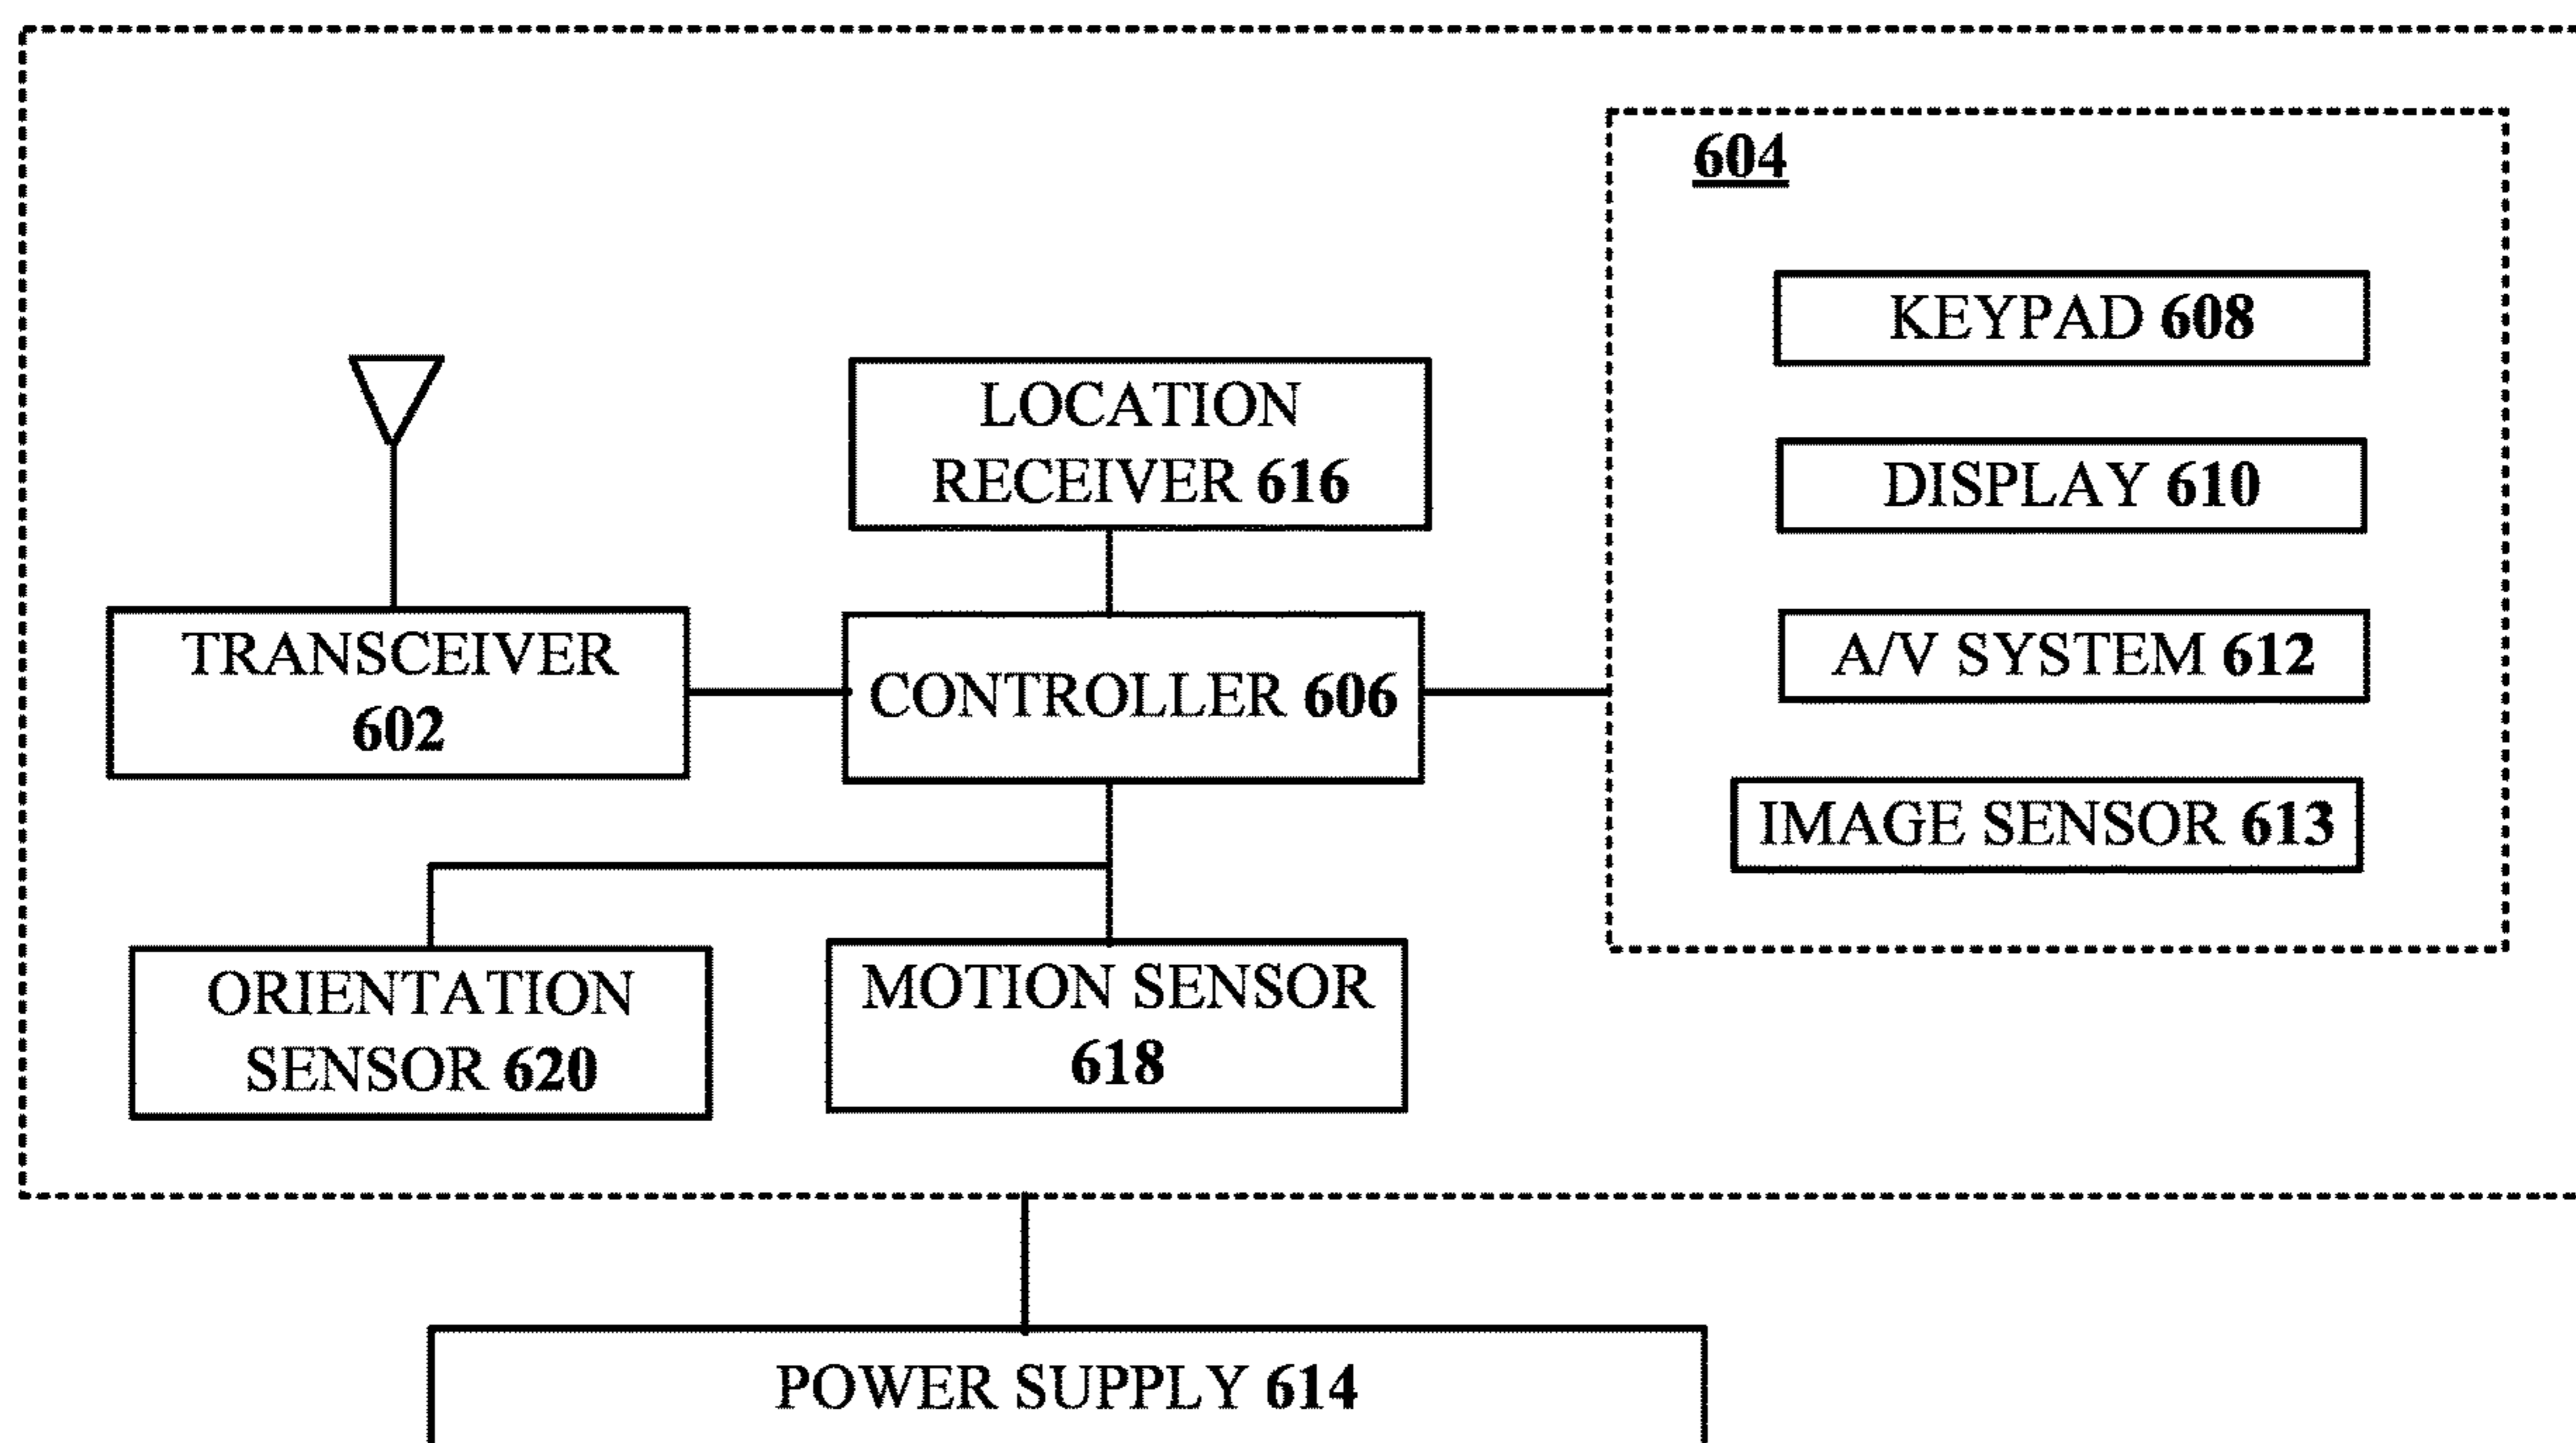 604
KEYPAD 608
DISPLAY 610
A/V SYSTEM 612
IMAGE SENSOR 613
LOCATION
RECEIVER 616
TRANSCEIVER
602
CONTROLLER 606
ORIENTATION
SENSOR 620
MOTION SENSOR
618
POWER SUPPLY 614